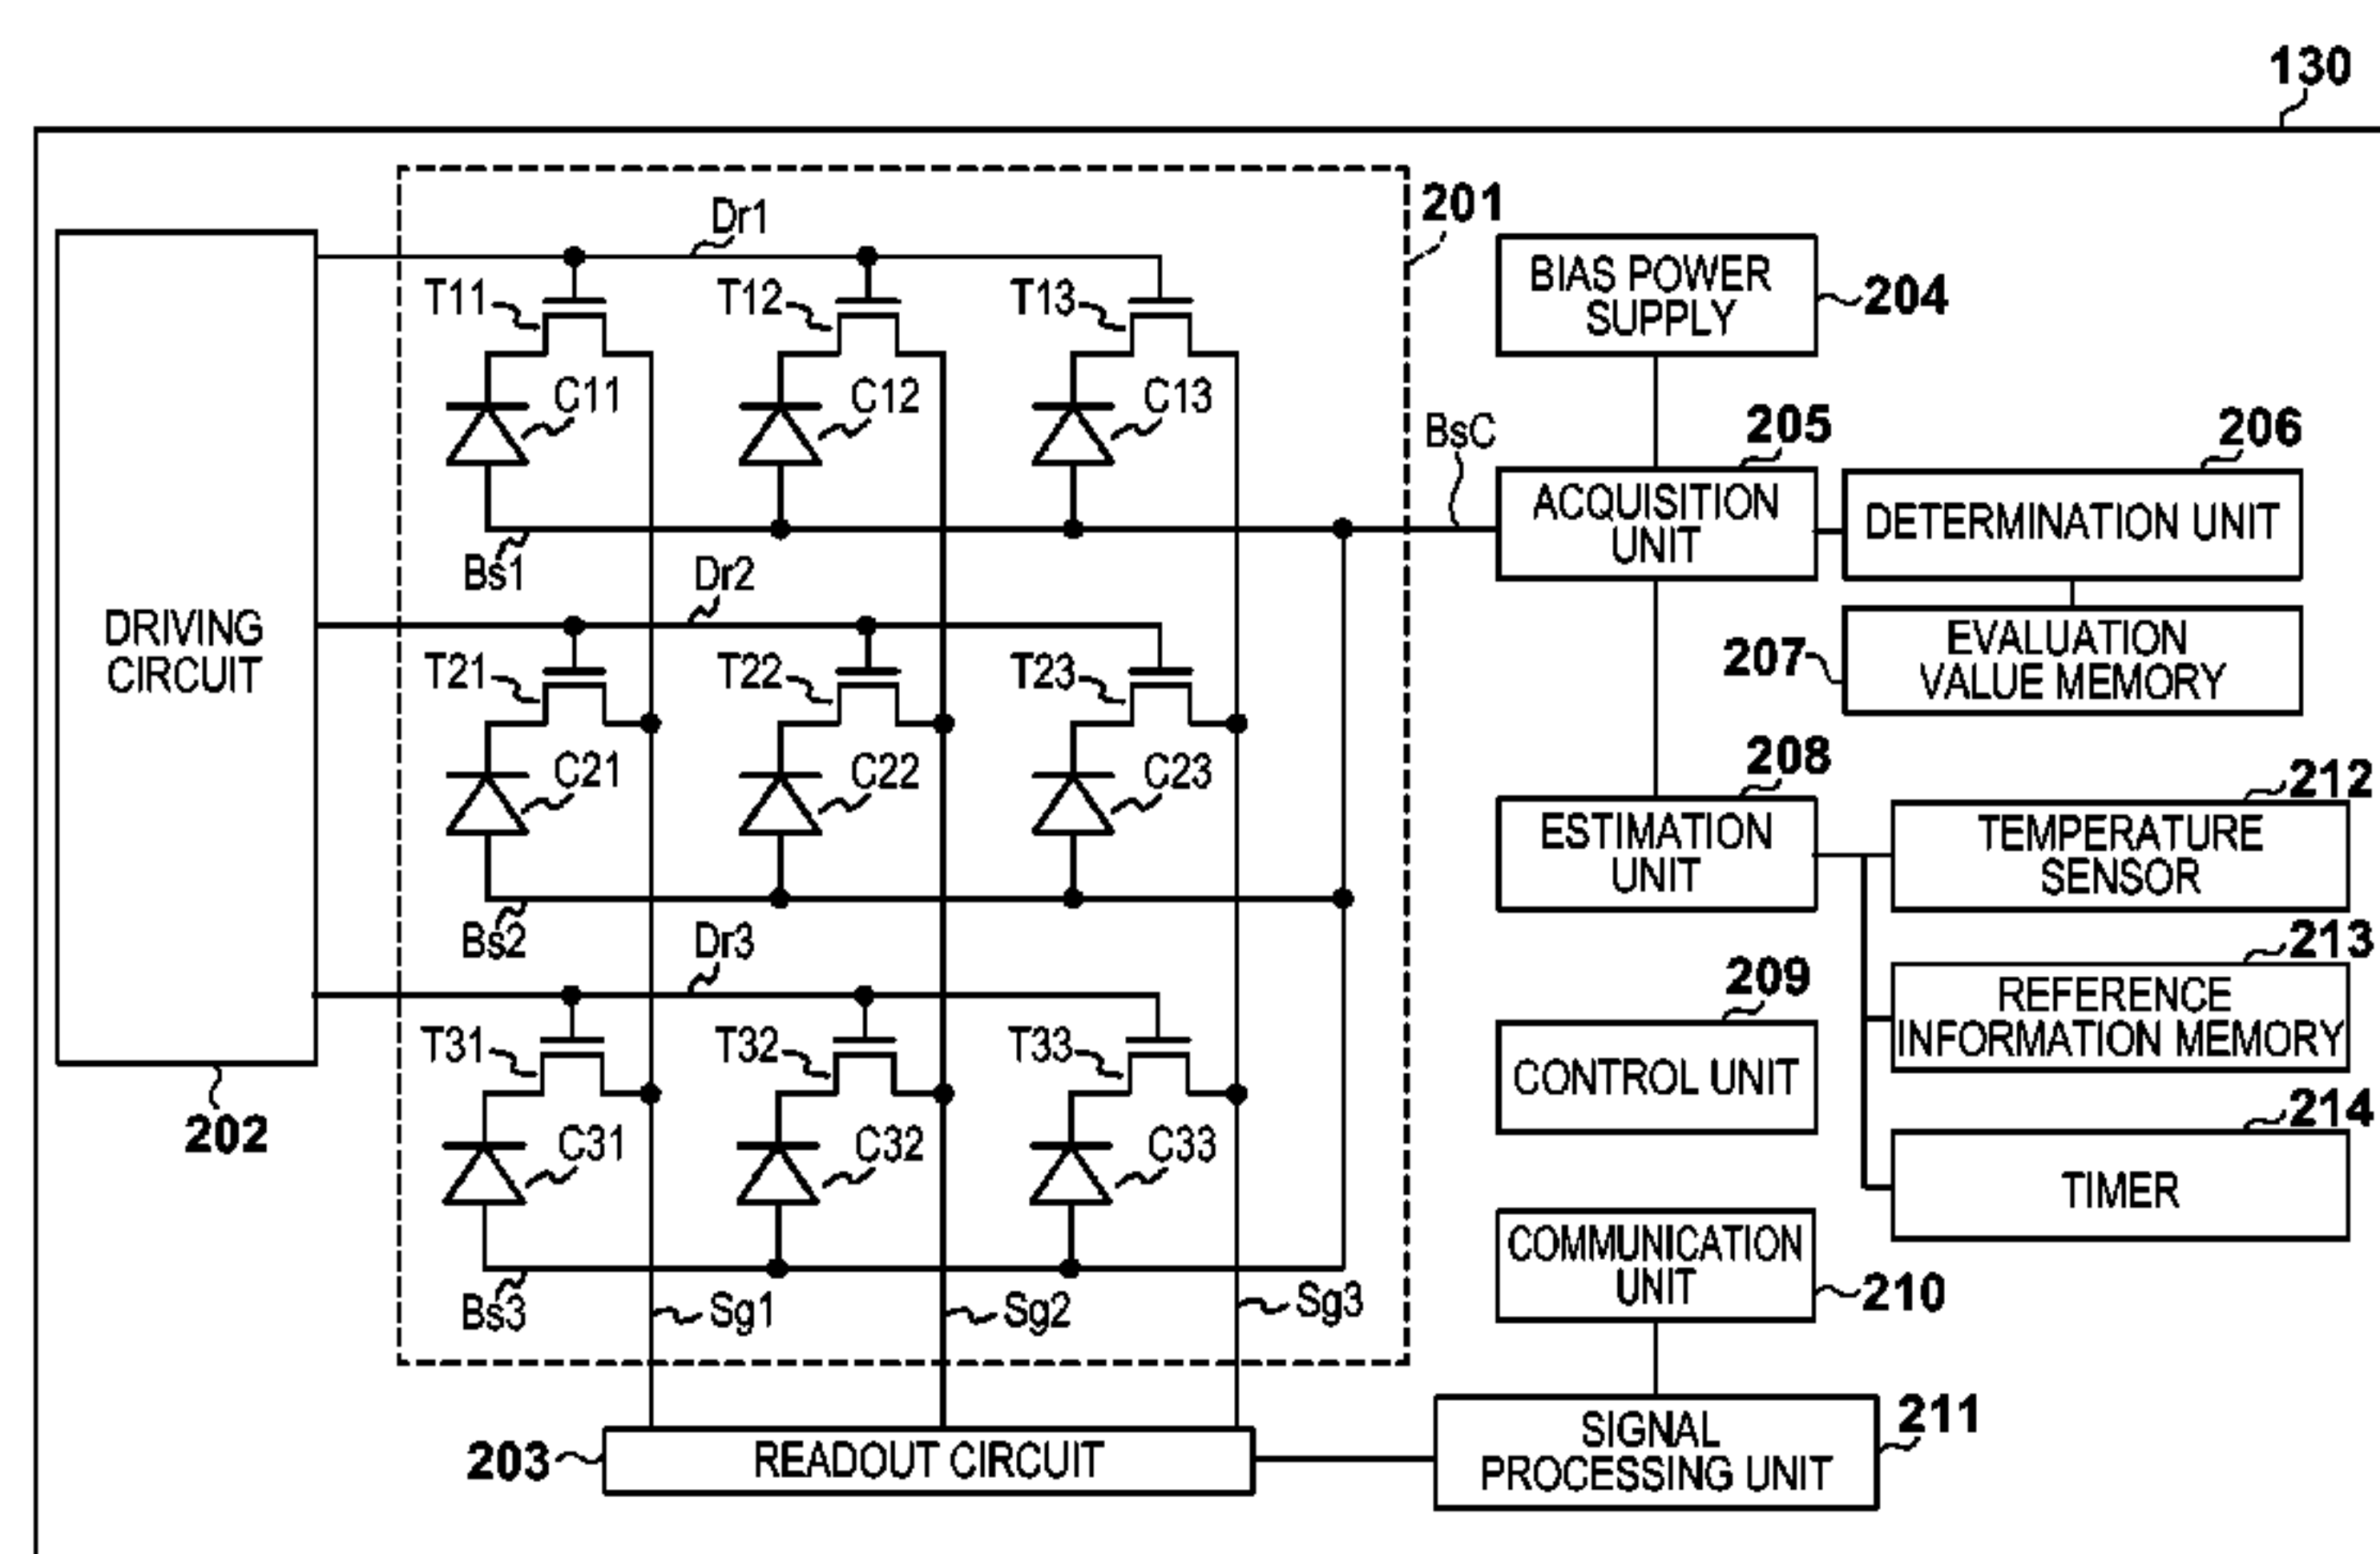 130
201
Dr1
T11
T12
T13
C11
C12
C13
Bs1
BsC
BIAS POWER
SUPPLY
204
205
ACQUISITION
UNIT
206
DETERMINATION UNIT
207
EVALUATION
VALUE MEMORY
DRIVING
CIRCUIT
202
Dr2
T21
T22
T23
C21
C22
C23
Bs2
208
ESTIMATION
UNIT
212
TEMPERATURE
SENSOR
213
REFERENCE
INFORMATION MEMORY
214
TIMER
Dr3
T31
T32
T33
C31
C32
C33
Bs3
Sg1
Sg2
Sg3
209
CONTROL UNIT
COMMUNICATION
UNIT
210
203
READOUT CIRCUIT
211
SIGNAL
PROCESSING UNIT